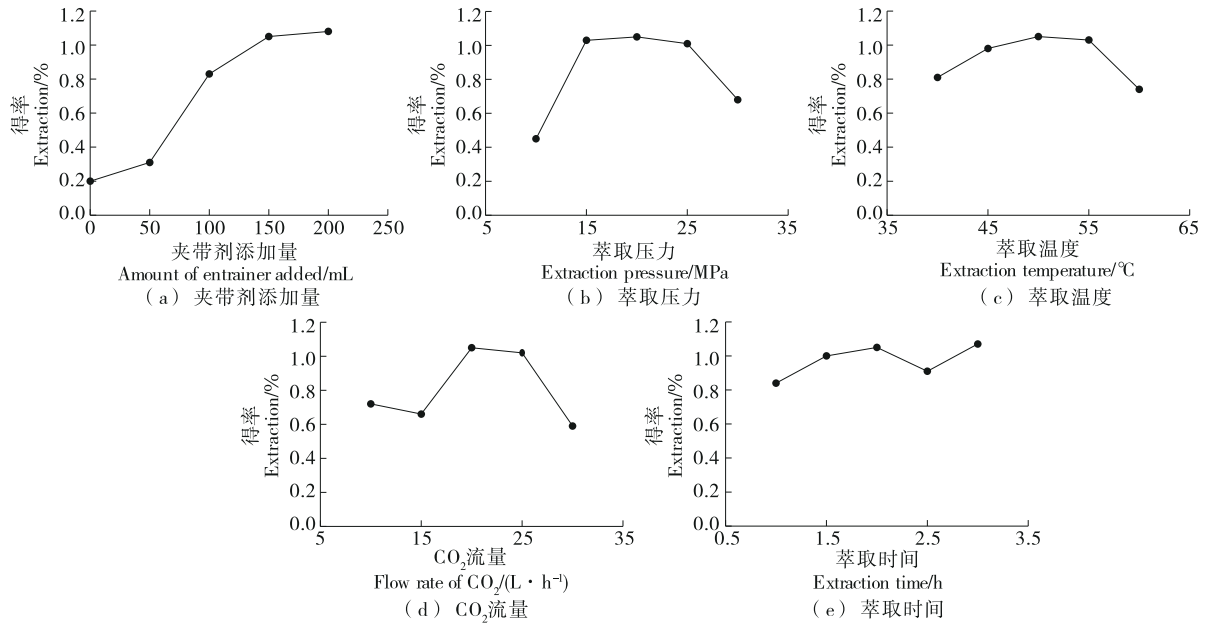 1.2
1.0
0.8
0.6
0.4
0.2
0.0
得率
Extraction/%
0 50 100 150 200 250
夹带剂添加量
Amount of entrainer added/mL
(a) 夹带剂添加量
1.2
1.0
0.8
0.6
0.4
0.2
0.0
得率
Extraction/%
5 15 25 35
萃取压力
Extraction pressure/MPa
(b) 萃取压力
1.2
1.0
0.8
0.6
0.4
0.2
0.0
得率
Extraction/%
35 45 55 65
萃取温度
Extraction temperature/℃
(c) 萃取温度
1.2
1.0
0.8
0.6
0.4
0.2
0.0
得率
Extraction/%
5 15 25 35
CO₂流量
Flow rate of CO₂/(L·h⁻¹)
(d) CO₂流量
1.2
1.0
0.8
0.6
0.4
0.2
0.0
得率
Extraction/%
0.5 1.5 2.5 3.5
萃取时间
Extraction time/h
(e) 萃取时间